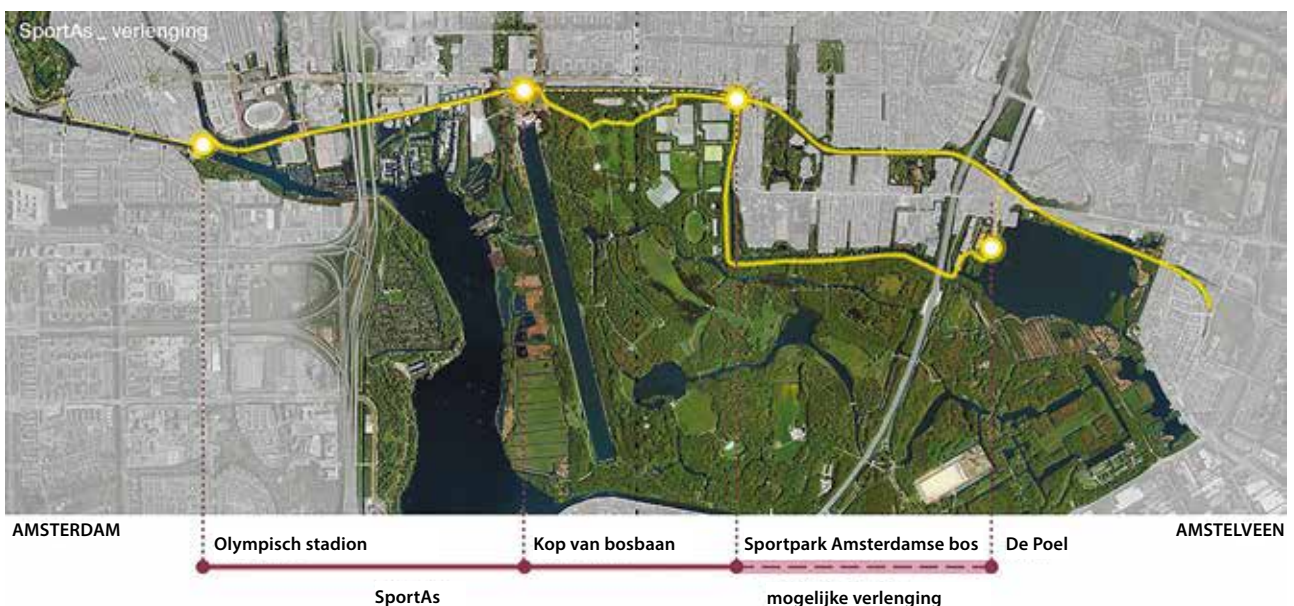 SportAs _ verlenging
AMSTERDAM
AMSTELVEEN
Olympisch stadion
Kop van bosbaan
Sportpark Amsterdamse bos
De Poel
SportAs
mogelijke verlenging